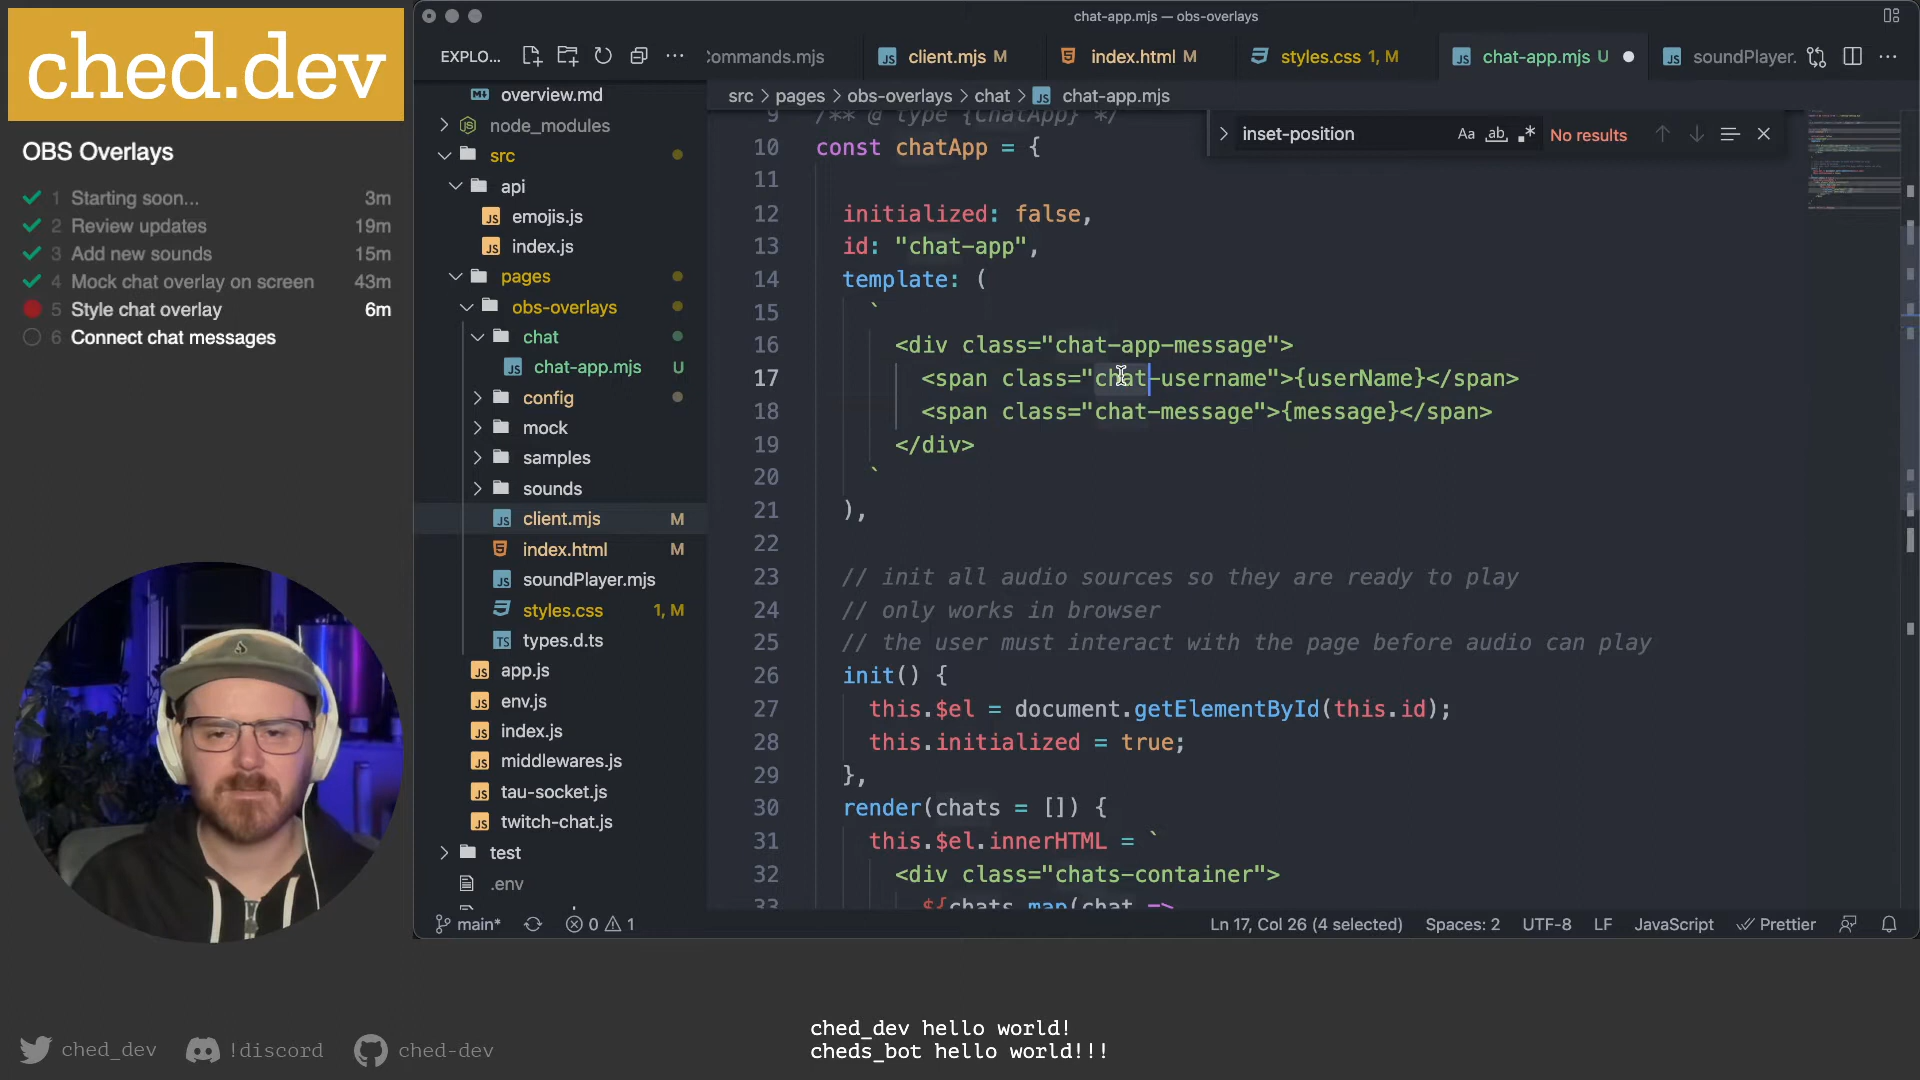 ched.dev
OBS Overlays
1 Starting soon... 3m
2 Review updates 19m
3 Add new sounds 15m
4 Mock chat overlay on screen 43m
5 Style chat overlay 6m
6 Connect chat messages
chat-app.mjs — obs-overlays
EXPLO...
Commands.mjs
client.mjs M
index.html M
styles.css 1, M
chat-app.mjs U
soundPlayer.
src > pages > obs-overlays > chat > chat-app.mjs
inset-position
Aa ab .*
No results
overview.md
node_modules
src
api
emojis.js
index.js
pages
obs-overlays
chat
chat-app.mjs U
config
mock
samples
sounds
client.mjs M
index.html M
soundPlayer.mjs
styles.css 1, M
types.d.ts
app.js
env.js
index.js
middlewares.js
tau-socket.js
twitch-chat.js
test
.env
9 /** @ type {ChatApp} */
10 const chatApp = {
11
12 initialized: false,
13 id: "chat-app",
14 template: (
15 `
16 <div class="chat-app-message">
17 <span class="chat-username">{userName}</span>
18 <span class="chat-message">{message}</span>
19 </div>
20 `
21 ),
22
23 // init all audio sources so they are ready to play
24 // only works in browser
25 // the user must interact with the page before audio can play
26 init() {
27 this.$el = document.getElementById(this.id);
28 this.initialized = true;
29 },
30 render(chats = []) {
31 this.$el.innerHTML = `
32 <div class="chats-container">
33 ${chats.map(chat =>
main* 0 1
Ln 17, Col 26 (4 selected) Spaces: 2 UTF-8 LF JavaScript Prettier
ched_dev !discord ched-dev
ched_dev hello world!
cheds_bot hello world!!!